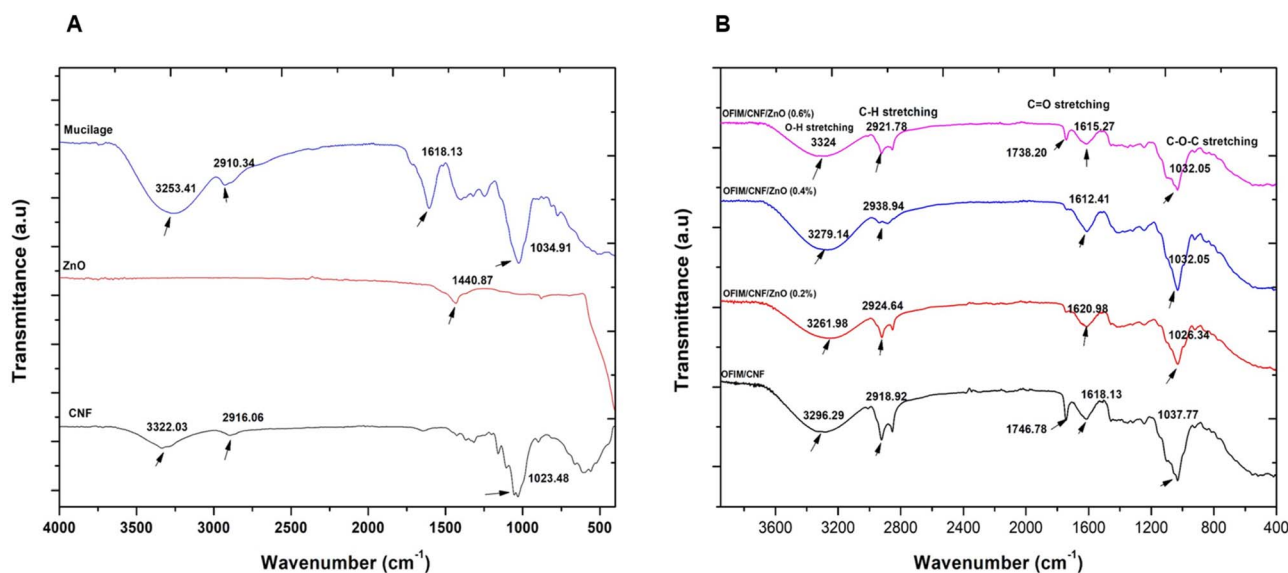 A
Transmittance (a.u)
Mucilage
3253.41
2910.34
1618.13
1034.91
ZnO
1440.87
CNF
3322.03
2916.06
1023.48
4000 3500 3000 2500 2000 1500 1000 500
Wavenumber (cm⁻¹)
B
Transmittance (a.u)
OFIM/CNF/ZnO (0.6%)
O-H stretching
3324
C-H stretching
2921.78
C=O stretching
1738.20
1615.27
C-O-C stretching
1032.05
OFIM/CNF/ZnO (0.4%)
3279.14
2938.94
1612.41
1032.05
OFIM/CNF/ZnO (0.2%)
3261.98
2924.64
1620.98
1026.34
OFIM/CNF
3296.29
2918.92
1746.78
1618.13
1037.77
3600 3200 2800 2400 2000 1600 1200 800 400
Wavenumber (cm⁻¹)